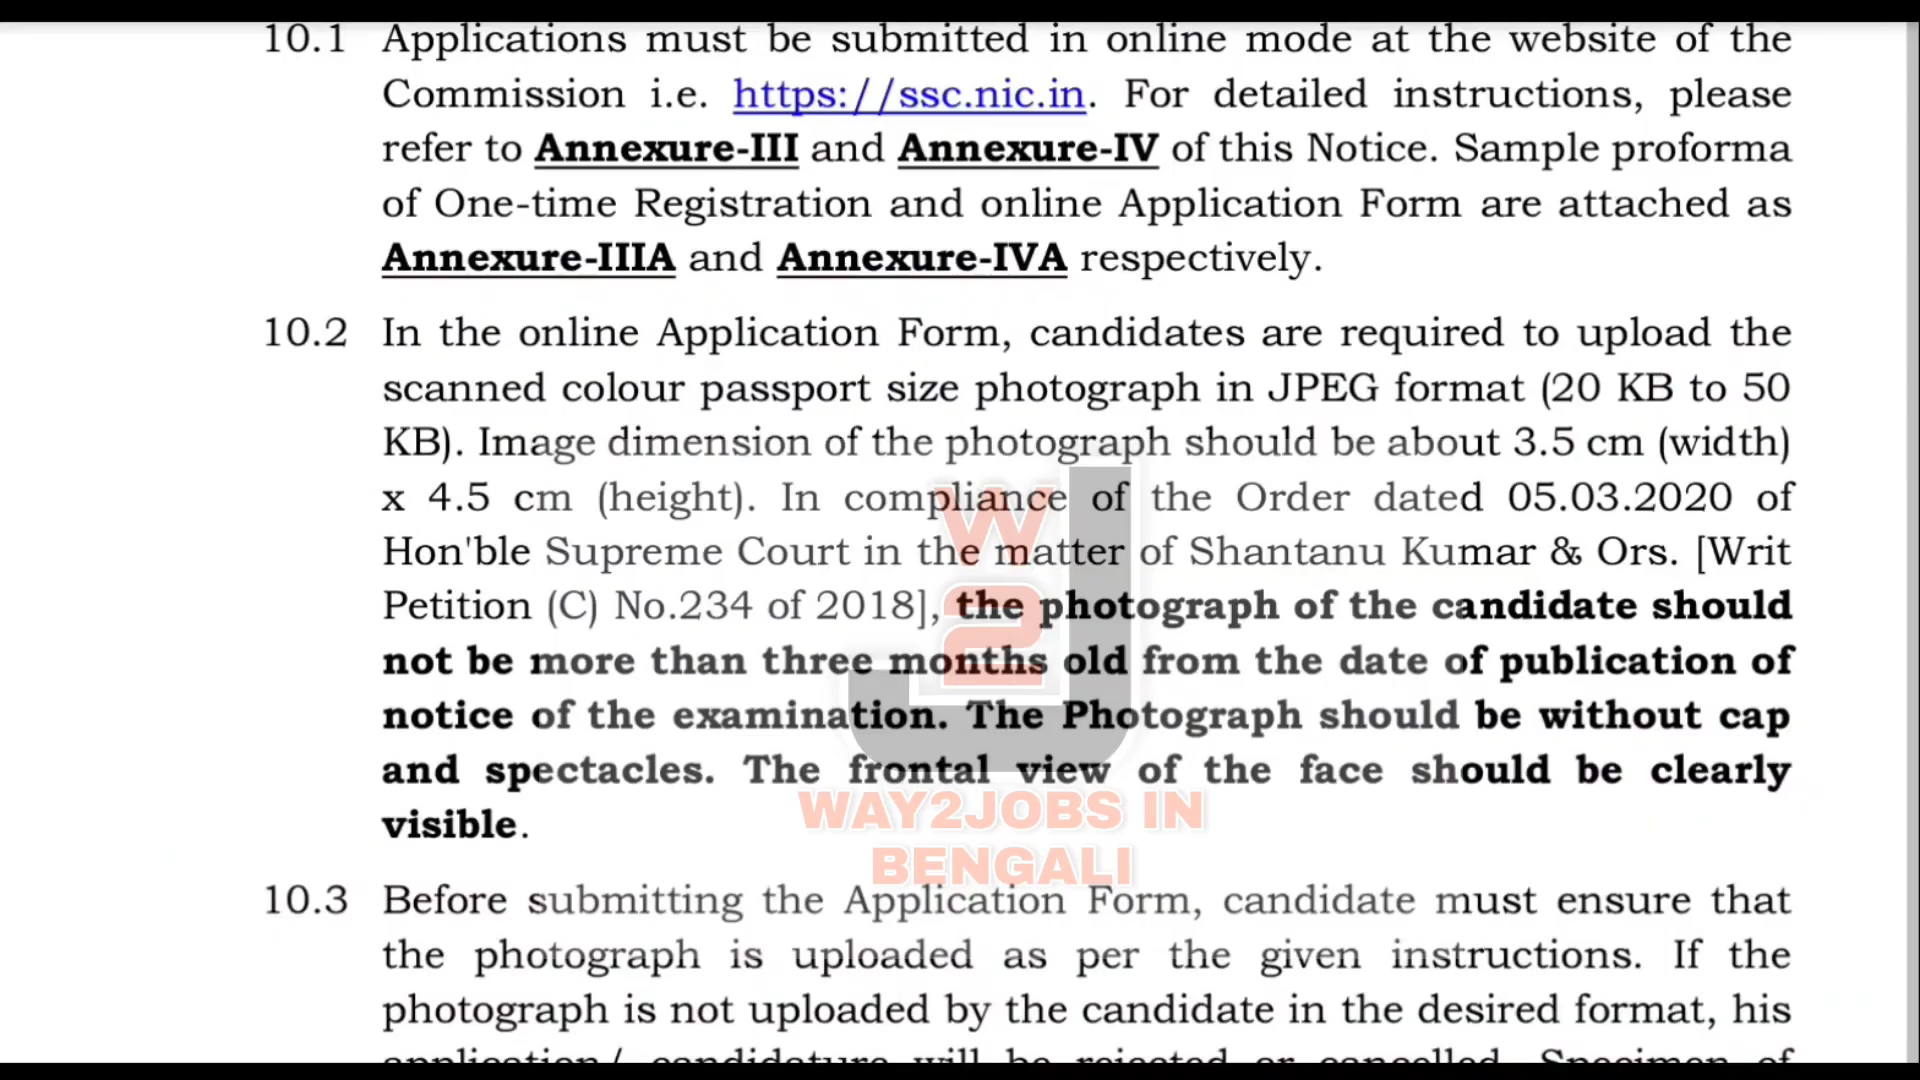 10.1 Applications must be submitted in online mode at the website of the
Commission i.e. https://ssc.nic.in. For detailed instructions, please
refer to Annexure-III and Annexure-IV of this Notice. Sample proforma
of One-time Registration and online Application Form are attached as
Annexure-IIIA and Annexure-IVA respectively.
10.2 In the online Application Form, candidates are required to upload the
scanned colour passport size photograph in JPEG format (20 KB to 50
KB). Image dimension of the photograph should be about 3.5 cm (width)
x 4.5 cm (height). In compliance of the Order dated 05.03.2020 of
Hon'ble Supreme Court in the matter of Shantanu Kumar & Ors. [Writ
Petition (C) No.234 of 2018], the photograph of the candidate should
not be more than three months old from the date of publication of
notice of the examination. The Photograph should be without cap
and spectacles. The frontal view of the face should be clearly
visible.
W
2
J
WAY2JOBS IN
BENGALI
10.3 Before submitting the Application Form, candidate must ensure that
the photograph is uploaded as per the given instructions. If the
photograph is not uploaded by the candidate in the desired format, his
application/ candidature will be rejected or cancelled. Specimen of